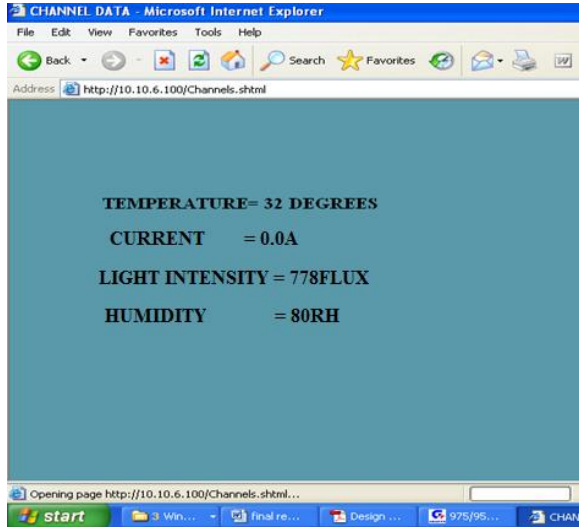 CHANNEL DATA - Microsoft Internet Explorer
File Edit View Favorites Tools Help
Back Search Favorites
Address http://10.10.6.100/Channels.shtml
TEMPERATURE= 32 DEGREES
CURRENT = 0.0A
LIGHT INTENSITY = 778FLUX
HUMIDITY = 80RH
Opening page http://10.10.6.100/Channels.shtml...
start 3 Win... final re... Design ... 975/95... CHAN